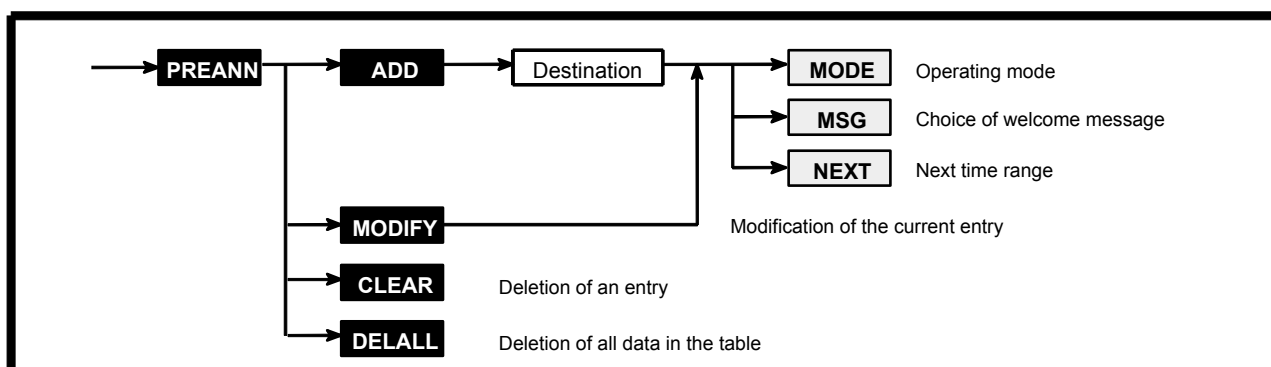 PREANN ADD Destination MODE Operating mode
MSG Choice of welcome message
NEXT Next time range
MODIFY Modification of the current entry
CLEAR Deletion of an entry
DELALL Deletion of all data in the table